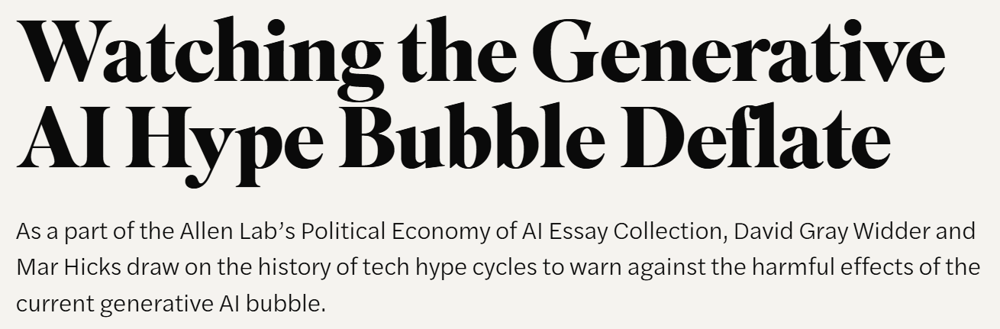 Watching the Generative
AI Hype Bubble Deflate
As a part of the Allen Lab’s Political Economy of AI Essay Collection, David Gray Widder and
Mar Hicks draw on the history of tech hype cycles to warn against the harmful effects of the
current generative AI bubble.